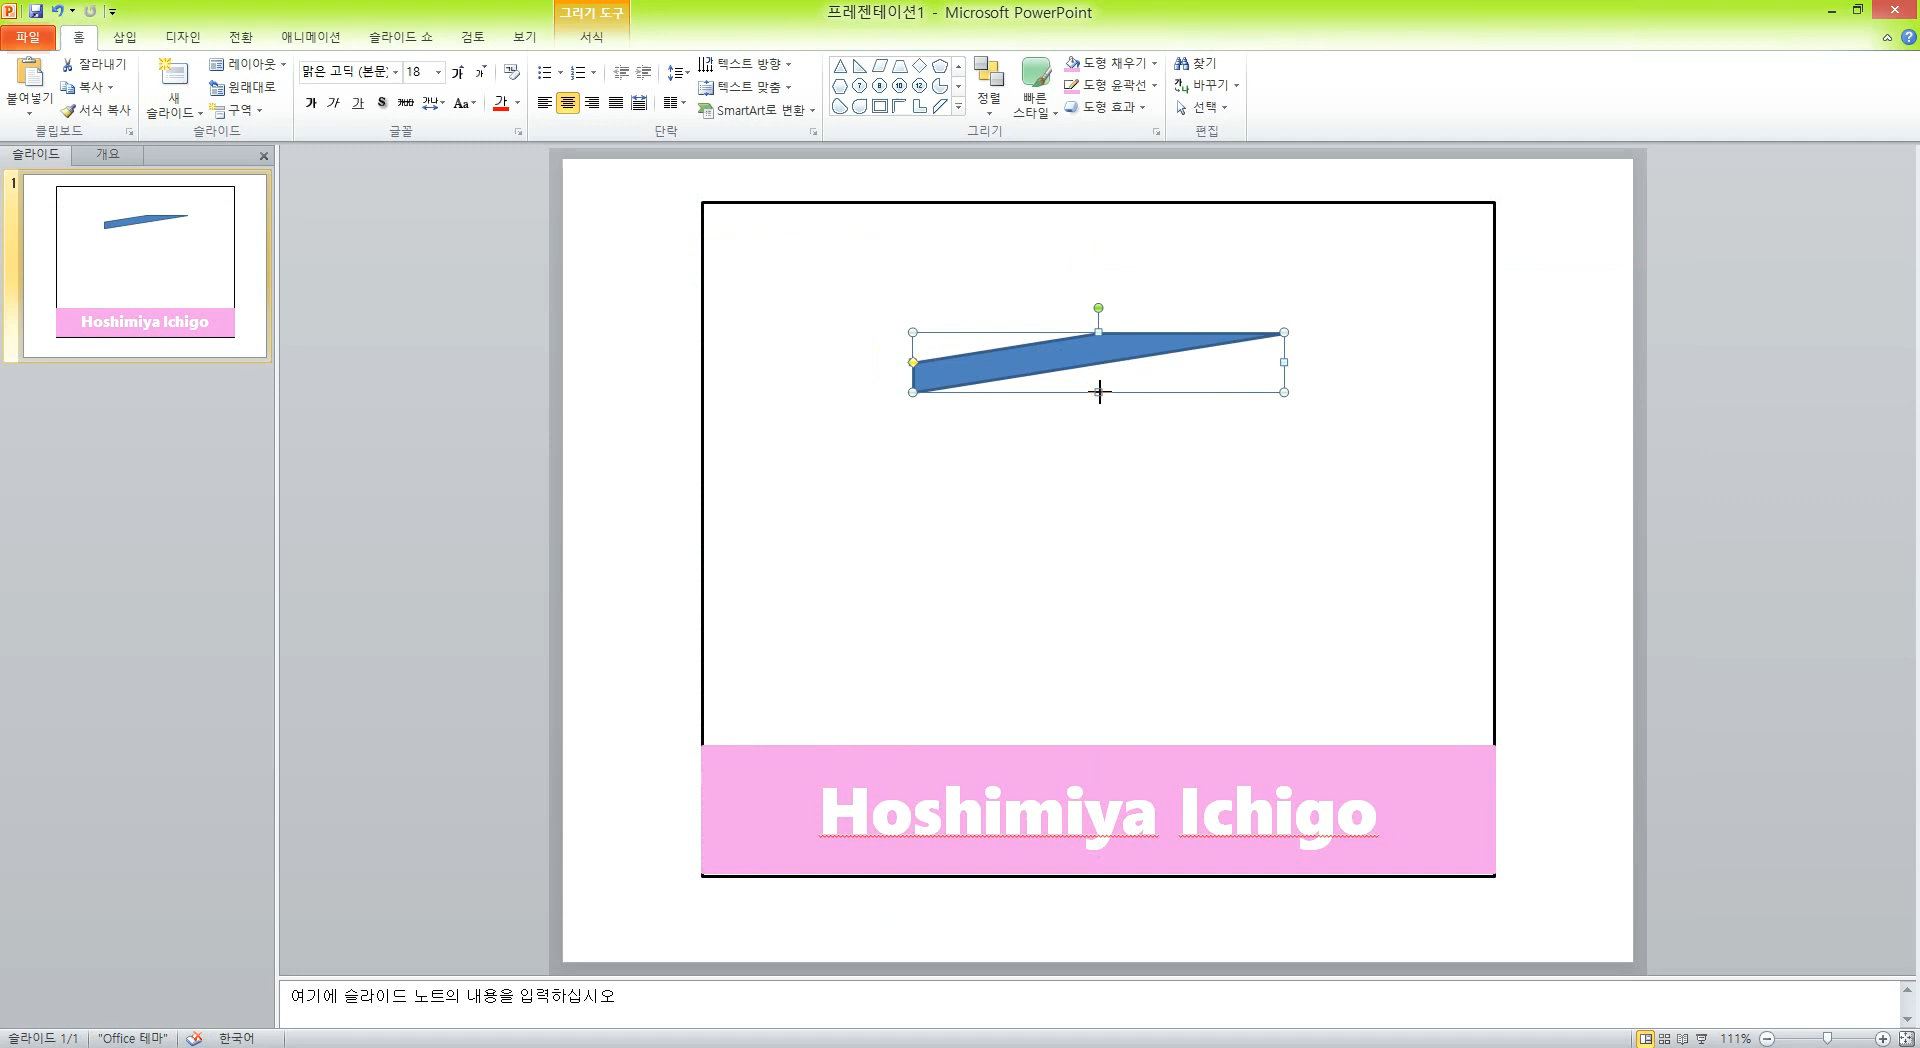 그리기 도구
프레젠테이션1 - Microsoft PowerPoint
파일 홈 삽입 디자인 전환 애니메이션 슬라이드 쇼 검토 보기 서식
붙여넣기
잘라내기
복사
서식 복사
클립보드
새
슬라이드
레이아웃
원래대로
구역
슬라이드
맑은 고딕 (본문) 18
가 가 가 S 가나 Aa 가
글꼴
텍스트 방향
텍스트 맞춤
SmartArt로 변환
단락
정렬
빠른
스타일
도형 채우기
도형 윤곽선
도형 효과
그리기
찾기
바꾸기
선택
편집
슬라이드 개요
1
Hoshimiya Ichigo
Hoshimiya Ichigo
여기에 슬라이드 노트의 내용을 입력하십시오
슬라이드 1/1 "Office 테마" 한국어 111%